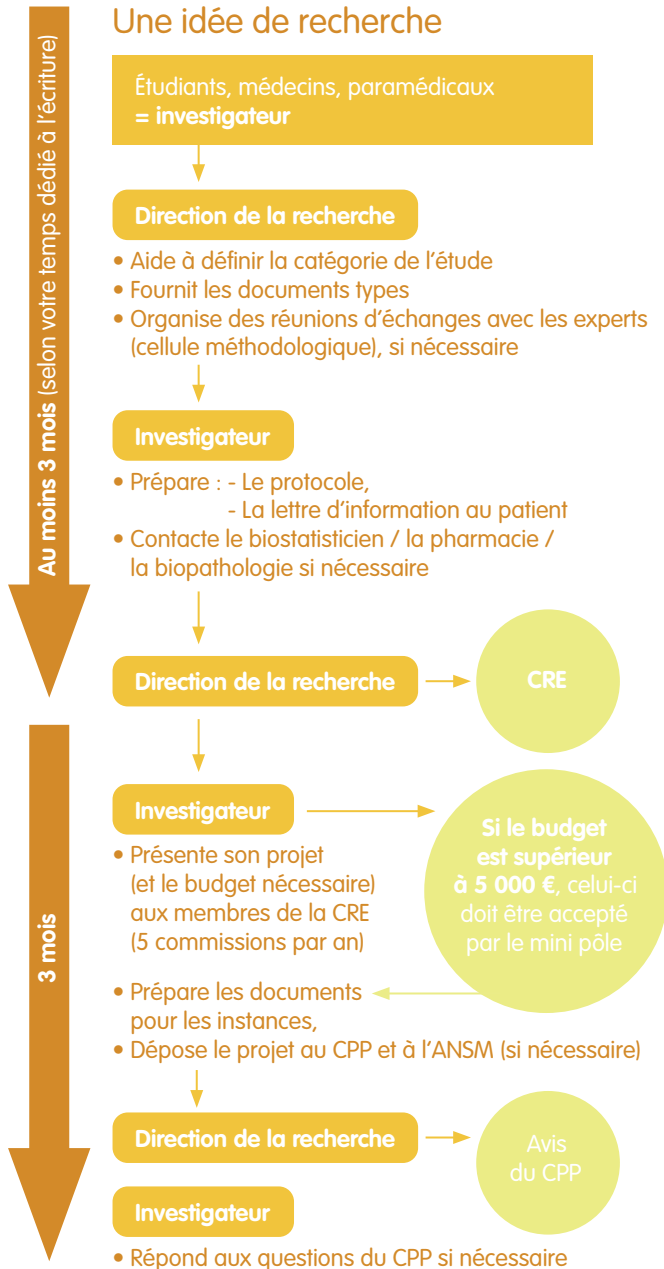 Une idée de recherche
Au moins 3 mois (selon votre temps dédié à l'écriture)
Étudiants, médecins, paramédicaux
= investigateur
Direction de la recherche
• Aide à définir la catégorie de l'étude
• Fournit les documents types
• Organise des réunions d'échanges avec les experts
(cellule méthodologique), si nécessaire
Investigateur
• Prépare : - Le protocole,
- La lettre d'information au patient
• Contacte le biostatisticien / la pharmacie /
la biopathologie si nécessaire
Direction de la recherche
CRE
3 mois
Investigateur
• Présente son projet
(et le budget nécessaire)
aux membres de la CRE
(5 commissions par an)
Si le budget
est supérieur
à 5 000 €, celui-ci
doit être accepté
par le mini pôle
• Prépare les documents
pour les instances,
• Dépose le projet au CPP et à l'ANSM (si nécessaire)
Direction de la recherche
Avis
du CPP
Investigateur
• Répond aux questions du CPP si nécessaire